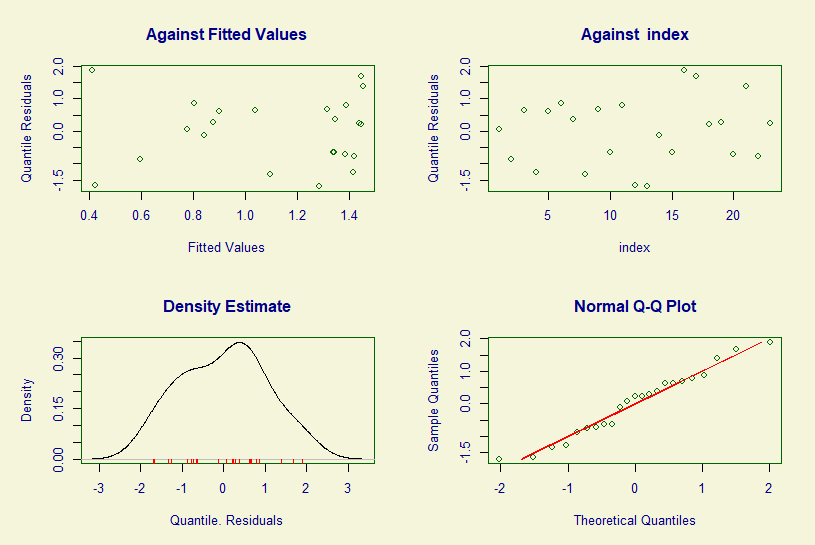 Against Fitted Values
Quantile Residuals
-1.5 0.0 1.0 2.0
0.4 0.6 0.8 1.0 1.2 1.4
Fitted Values
Against index
Quantile Residuals
-1.5 0.0 1.0 2.0
5 10 15 20
index
Density Estimate
Density
0.00 0.15 0.30
-3 -2 -1 0 1 2 3
Quantile. Residuals
Normal Q-Q Plot
Sample Quantiles
-1.5 0.0 1.0 2.0
-2 -1 0 1 2
Theoretical Quantiles